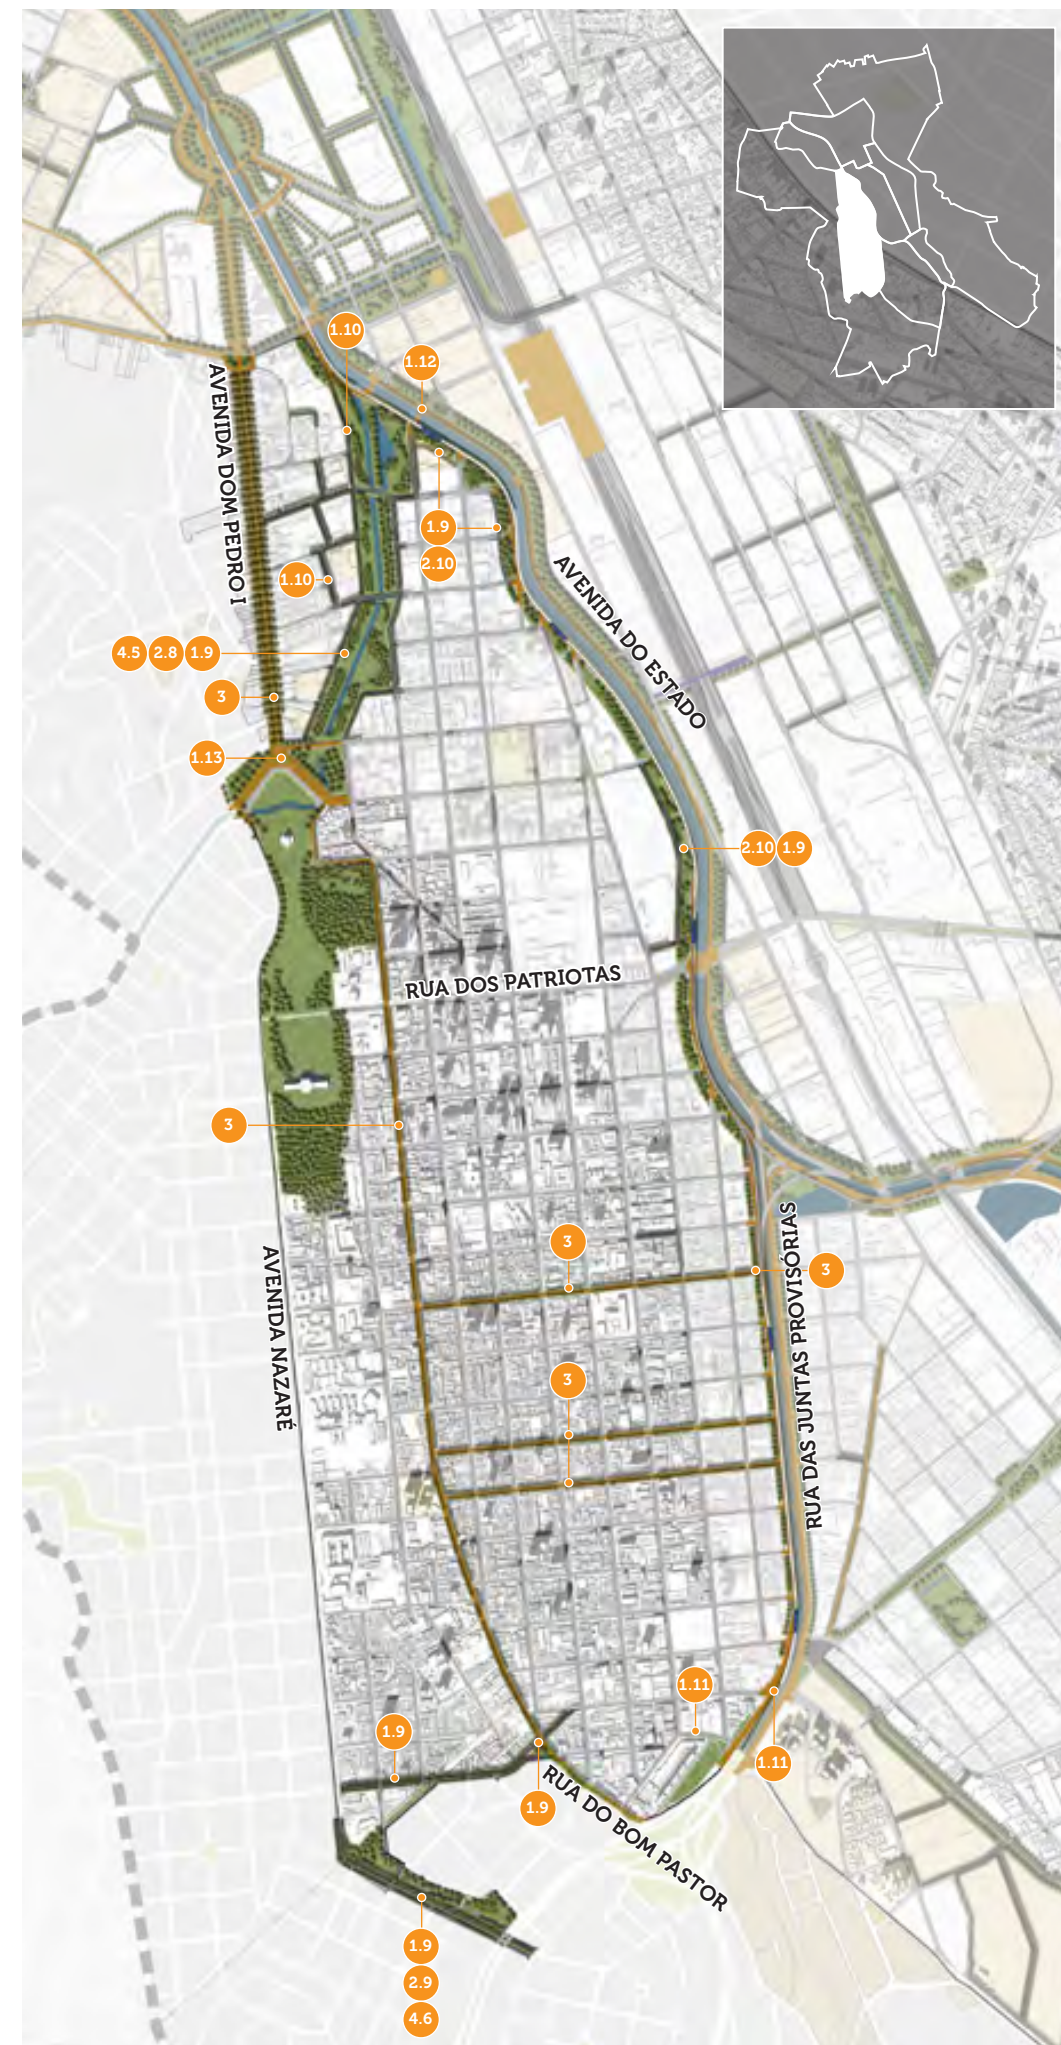 1.10
1.12
AVENIDA DOM PEDRO I
1.9
2.10
1.10
AVENIDA DO ESTADO
4.5 2.8 1.9
3
1.13
2.10 1.9
RUA DOS PATRIOTAS
3
3
3
RUA DAS JUNTAS PROVISÓRIAS
AVENIDA NAZARÉ
3
1.11
1.9
1.11
1.9
RUA DO BOM PASTOR
1.9
2.9
4.6